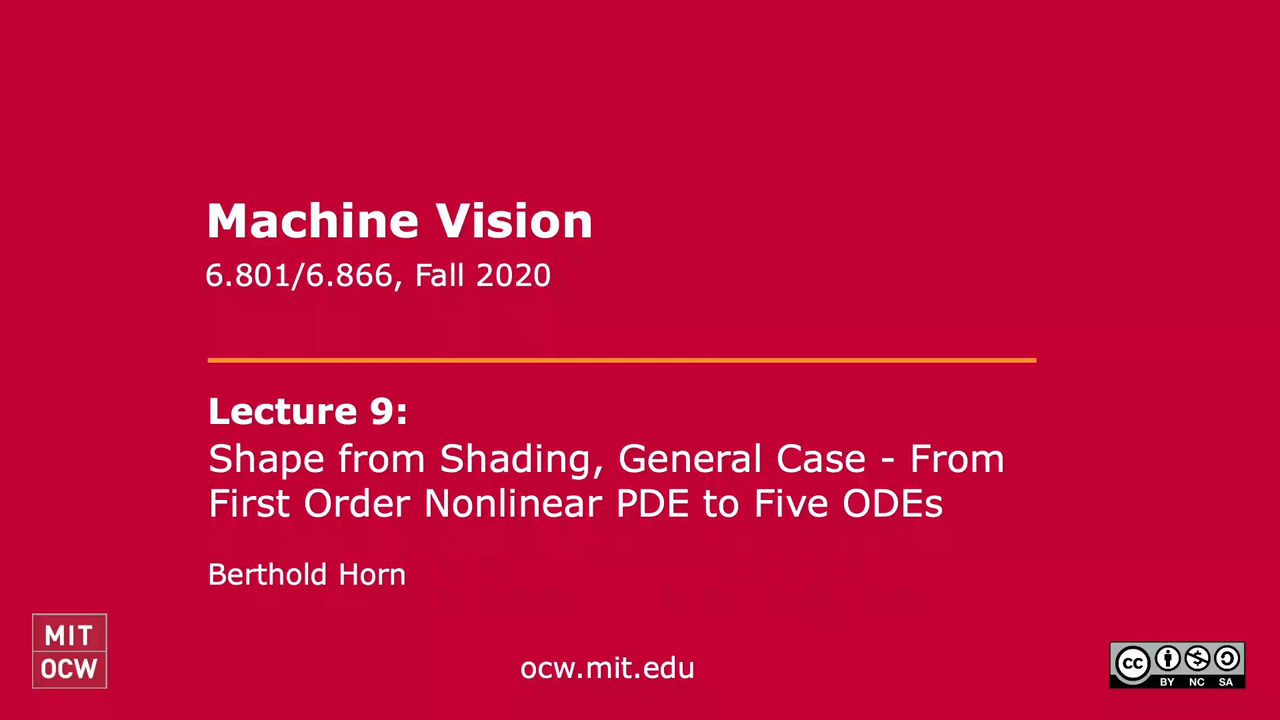 Machine Vision
6.801/6.866, Fall 2020
Lecture 9:
Shape from Shading, General Case - From
First Order Nonlinear PDE to Five ODEs
Berthold Horn
MIT
OCW
ocw.mit.edu
cc
BY NC SA